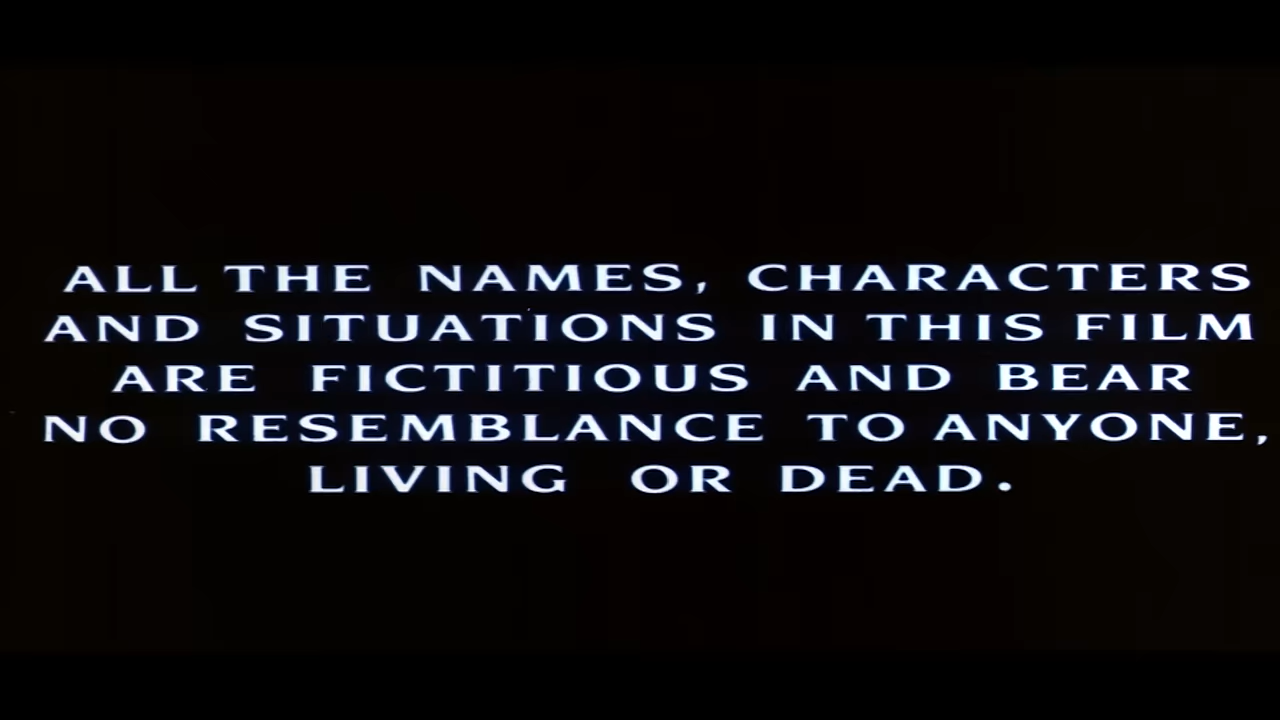 ALL THE NAMES, CHARACTERS
AND SITUATIONS IN THIS FILM
ARE FICTITIOUS AND BEAR
NO RESEMBLANCE TO ANYONE,
LIVING OR DEAD.